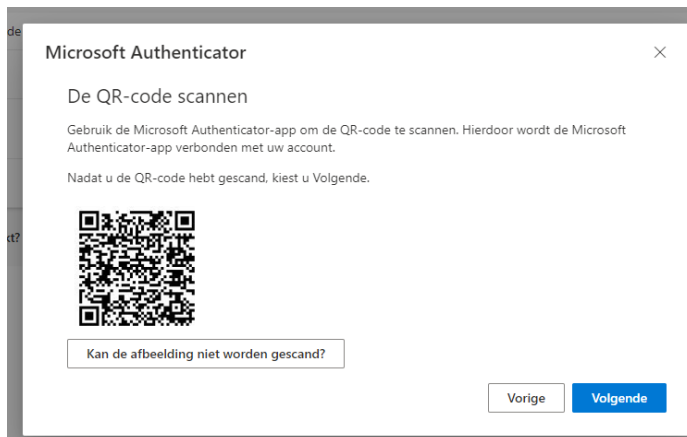 de
Microsoft Authenticator
De QR-code scannen
Gebruik de Microsoft Authenticator-app om de QR-code te scannen. Hierdoor wordt de Microsoft
Authenticator-app verbonden met uw account.
Nadat u de QR-code hebt gescand, kiest u Volgende.
kt?
Kan de afbeelding niet worden gescand?
Vorige
Volgende